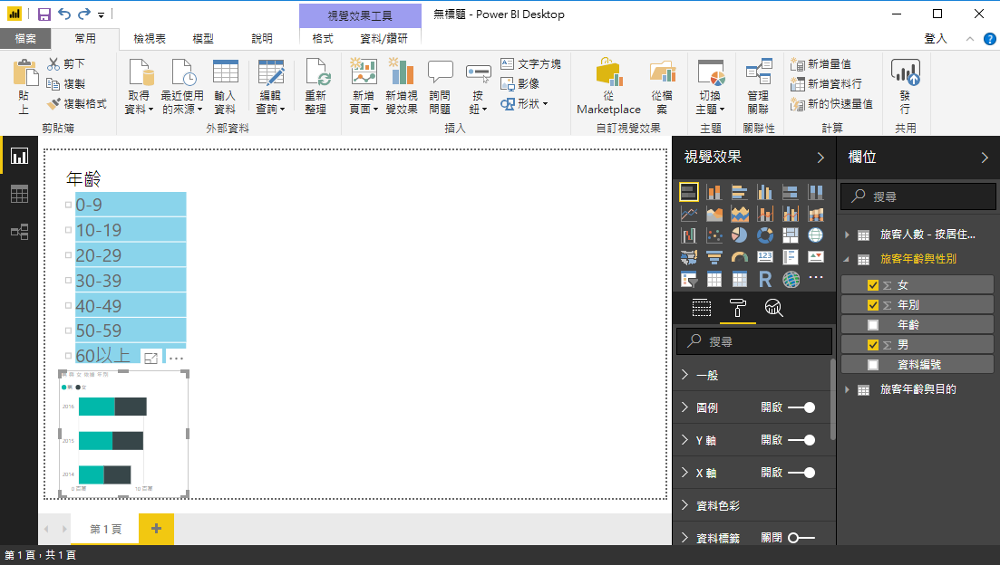 視覺效果工具
無標題 - Power BI Desktop
檔案
常用
檢視表
模型
說明
格式
資料/鑽研
登入
貼上
剪下
複製
複製格式
剪貼簿
取得資料
最近使用的來源
輸入資料
編輯查詢
重新整理
外部資料
新增頁面
新增視覺效果
詢問問題
按鈕
文字方塊
影像
形狀
插入
從 Marketplace
從檔案
自訂視覺效果
切換主題
主題
管理關聯
關聯性
新增量值
新增資料行
新的快速量值
計算
發行
共用
年齡
0-9
10-19
20-29
30-39
40-49
50-59
60以上
男 與 女 依據 年別
男 女
2016
2015
2014
0 百萬
10 百萬
第 1 頁
第 1 頁，共 1 頁
視覺效果
123
R
搜尋
一般
圖例 開啟
Y 軸 開啟
X 軸 開啟
資料色彩
資料標籤 關閉
欄位
搜尋
旅客人數 - 按居住...
旅客年齡與性別
Σ 女
Σ 年別
年齡
Σ 男
資料編號
旅客年齡與目的